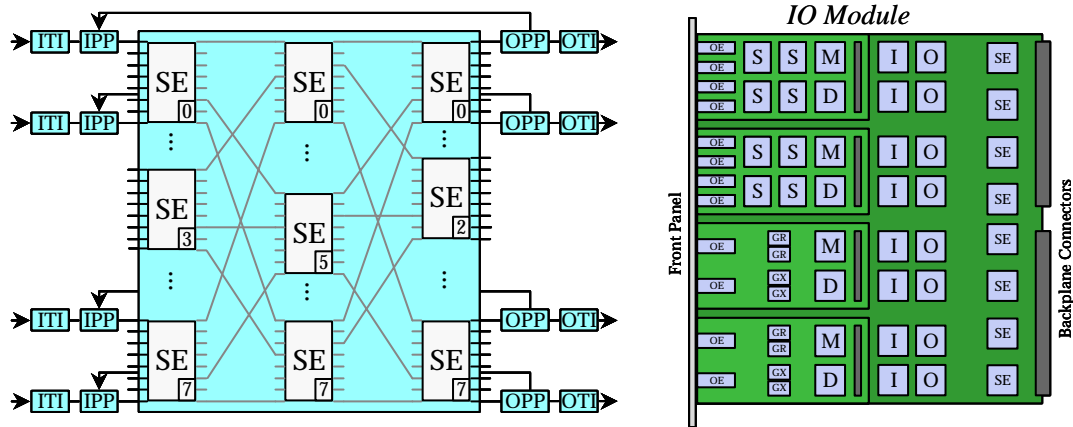 IO Module
ITI IPP OPP OTI
SE SE SE
0 0 0
ITI IPP OPP OTI
... ... ...
SE SE SE
3 5 2
... ... ...
ITI IPP OPP OTI
SE SE SE
7 7 7
ITI IPP OPP OTI
Front Panel
OE S S M I O SE
OE
OE S S D I O SE
OE
OE S S M I O SE
OE
OE S S D I O SE
OE
OE GR M I O SE
GR
OE GX D I O SE
GX
OE GR M I O SE
GR
OE GX D I O SE
GX
Backplane Connectors